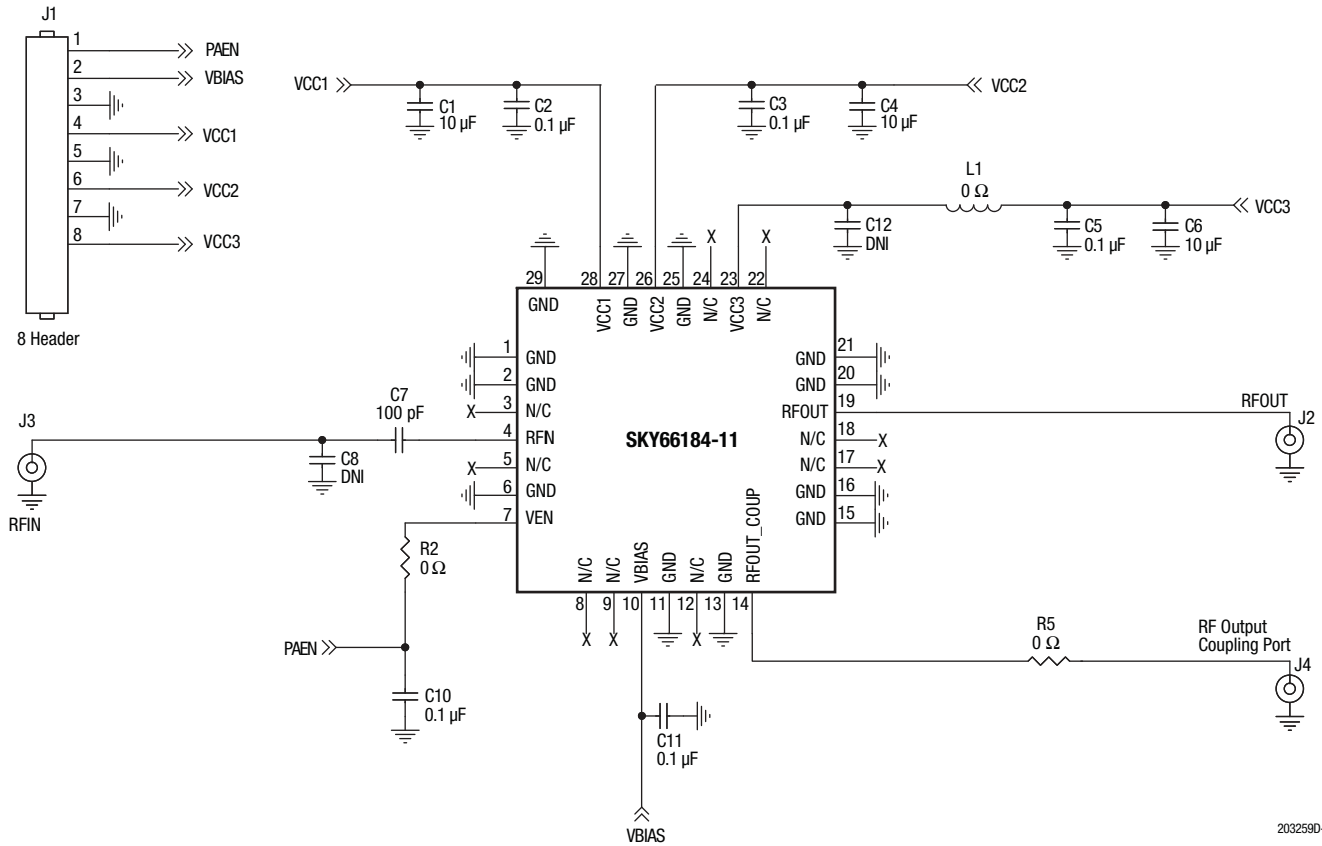 J1
1
PAEN
2
VBIAS
3
4
VCC1
5
6
VCC2
7
8
VCC3
8 Header
VCC1
C1
10 µF
C2
0.1 µF
C3
0.1 µF
C4
10 µF
VCC2
L1
0 Ω
C12
DNI
C5
0.1 µF
C6
10 µF
VCC3
X
X
29
28
27
26
25
24
23
22
GND
VCC1
GND
VCC2
GND
N/C
VCC3
N/C
1
GND
2
GND
X
3
N/C
4
RFIN
X
5
N/C
6
GND
7
VEN
SKY66184-11
GND
21
GND
20
RFOUT
19
N/C
18
X
N/C
17
X
GND
16
GND
15
N/C
N/C
VBIAS
GND
N/C
GND
RFOUT_COUP
8
9
10
11
12
13
14
X
X
X
J3
RFIN
C8
DNI
C7
100 pF
R2
0 Ω
PAEN
C10
0.1 µF
C11
0.1 µF
VBIAS
RFOUT
J2
R5
0 Ω
RF Output
Coupling Port
J4